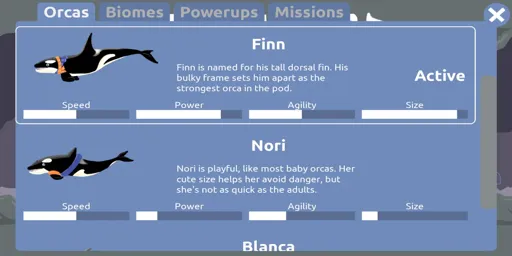 Orcas Biomes Powerups Missions
Finn
Finn is named for his tall dorsal fin. His
bulky frame sets him apart as the
strongest orca in the pod.
Active
Speed Power Agility Size
Nori
Nori is playful, like most baby orcas. Her
cute size helps her avoid danger, but
she's not as quick as the adults.
Speed Power Agility Size
Blanca